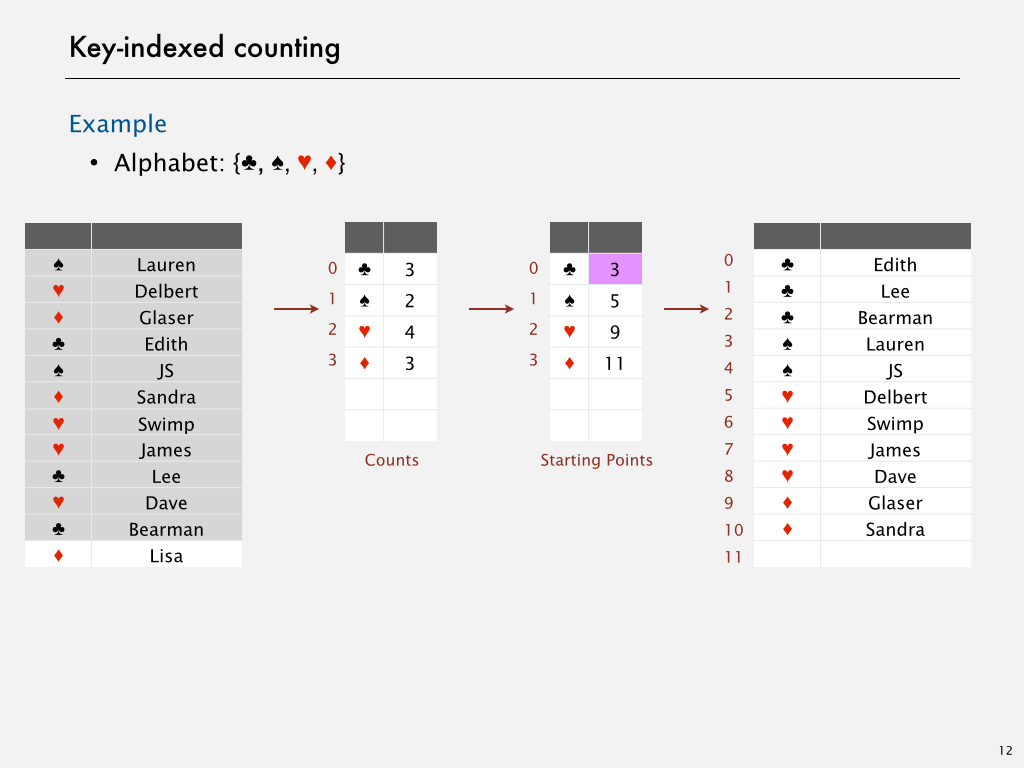 Key-indexed counting
Example
• Alphabet: {♣, ♠, ♥, ♦}
♠ Lauren
♥ Delbert
♦ Glaser
♣ Edith
♠ JS
♦ Sandra
♥ Swimp
♥ James
♣ Lee
♥ Dave
♣ Bearman
♦ Lisa
0 ♣ 3
1 ♠ 2
2 ♥ 4
3 ♦ 3
Counts
0 ♣ 3
1 ♠ 5
2 ♥ 9
3 ♦ 11
Starting Points
0 ♣ Edith
1 ♣ Lee
2 ♣ Bearman
3 ♠ Lauren
4 ♠ JS
5 ♥ Delbert
6 ♥ Swimp
7 ♥ James
8 ♥ Dave
9 ♦ Glaser
10 ♦ Sandra
11
12